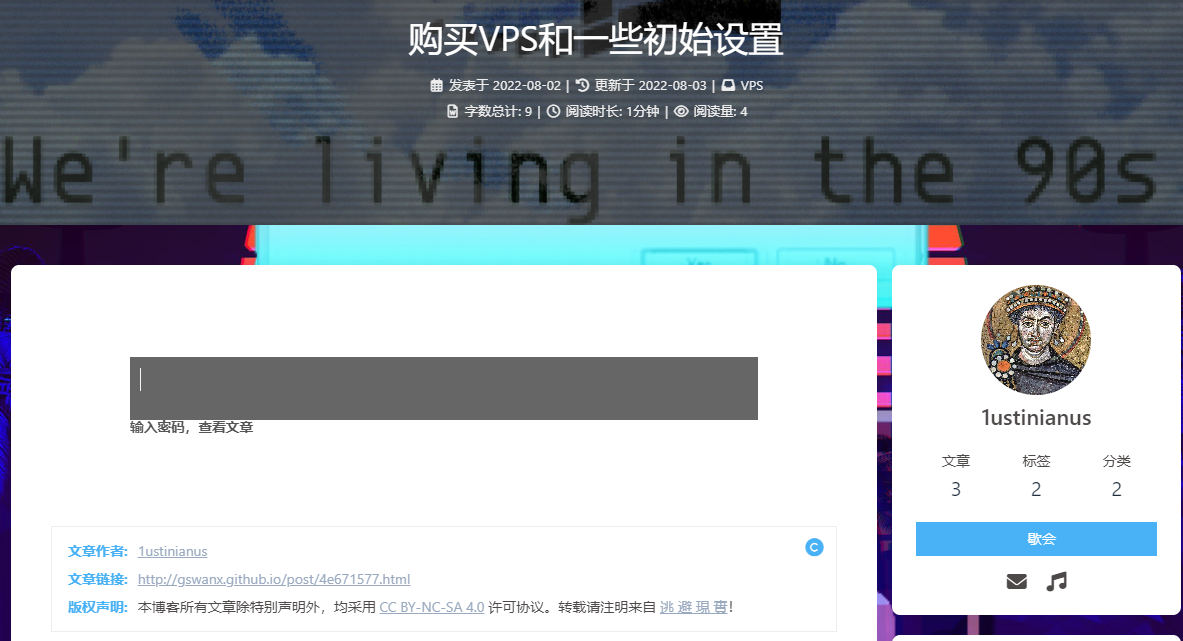 购买VPS和一些初始设置
发表于 2022-08-02 | 更新于 2022-08-03 | VPS
字数总计: 9 | 阅读时长: 1分钟 | 阅读量: 4
We're living in the 90s
Yes No
输入密码，查看文章
文章作者: 1ustinianus
文章链接: http://gswanx.github.io/post/4e671577.html
版权声明: 本博客所有文章除特别声明外，均采用 CC BY-NC-SA 4.0 许可协议。转载请注明来自 逃避現實！
1ustinianus
文章 标签 分类
3 2 2
歇会